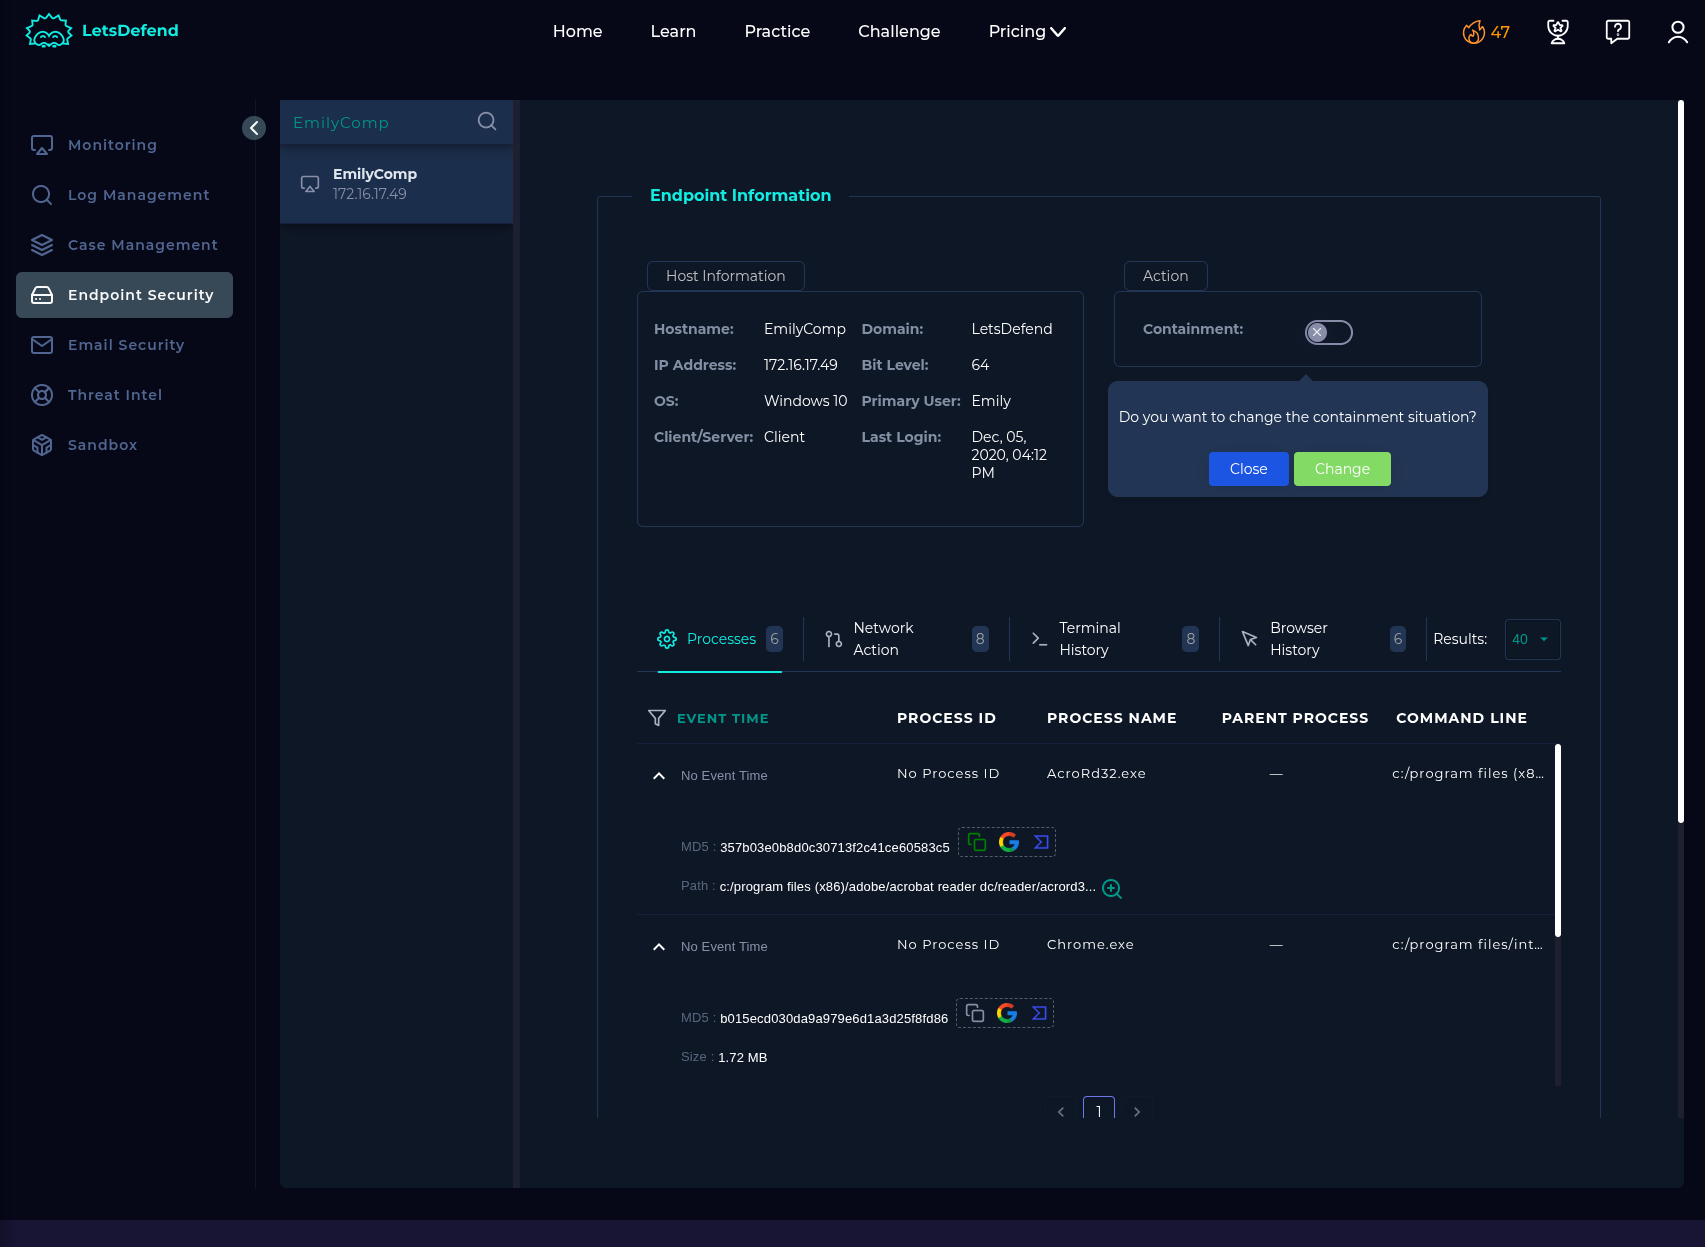 LetsDefend
Home
Learn
Practice
Challenge
Pricing
47
Monitoring
Log Management
Case Management
Endpoint Security
Email Security
Threat Intel
Sandbox
EmilyComp
EmilyComp
172.16.17.49
Endpoint Information
Host Information
Hostname: EmilyComp Domain: LetsDefend
IP Address: 172.16.17.49 Bit Level: 64
OS: Windows 10 Primary User: Emily
Client/Server: Client Last Login: Dec, 05,
2020, 04:12
PM
Action
Containment:
Do you want to change the containment situation?
Close Change
Processes 6
Network
Action 8
Terminal
History 8
Browser
History 6
Results: 40
EVENT TIME PROCESS ID PROCESS NAME PARENT PROCESS COMMAND LINE
No Event Time No Process ID AcroRd32.exe — c:/program files (x8...
MD5 : 357b03e0b8d0c30713f2c41ce60583c5
Path : c:/program files (x86)/adobe/acrobat reader dc/reader/acrord3...
No Event Time No Process ID Chrome.exe — c:/program files/int...
MD5 : b015ecd030da9a979e6d1a3d25f8fd86
Size : 1.72 MB
1